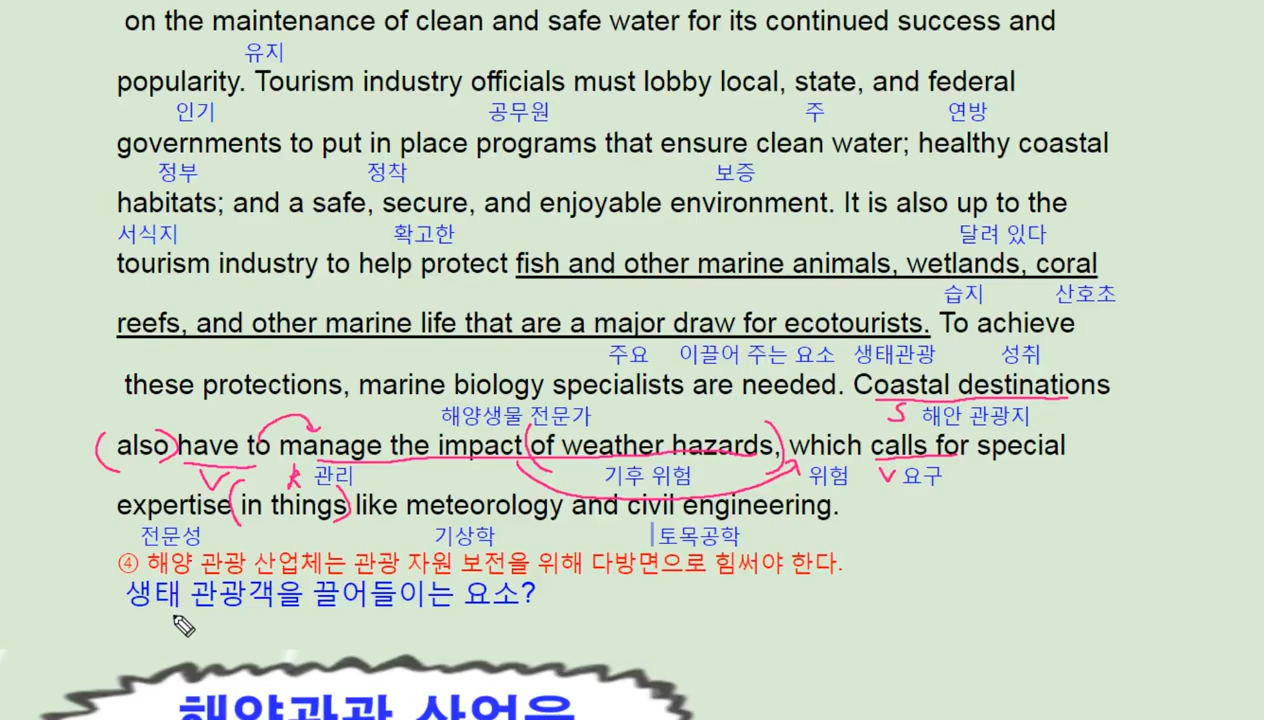 on the maintenance of clean and safe water for its continued success and
유지
popularity. Tourism industry officials must lobby local, state, and federal
인기 공무원 주 연방
governments to put in place programs that ensure clean water; healthy coastal
정부 정착 보증
habitats; and a safe, secure, and enjoyable environment. It is also up to the
서식지 확고한 달려 있다
tourism industry to help protect fish and other marine animals, wetlands, coral
습지 산호초
reefs, and other marine life that are a major draw for ecotourists. To achieve
주요 이끌어 주는 요소 생태관광 성취
these protections, marine biology specialists are needed. Coastal destinations
해양생물 전문가 S 해안 관광지
(also) have to manage the impact (of weather hazards), which calls for special
V 관리 기후 위험 위험 V 요구
expertise (in things) like meteorology and civil engineering.
전문성 기상학 토목공학
④ 해양 관광 산업체는 관광 자원 보전을 위해 다방면으로 힘써야 한다.
생태 관광객을 끌어들이는 요소?
해양관광 산업을